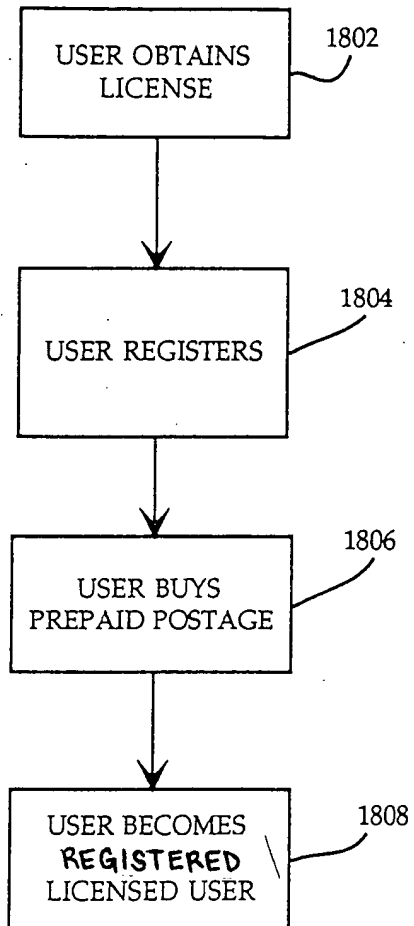 USER OBTAINS
LICENSE
1802
USER REGISTERS
1804
USER BUYS
PREPAID POSTAGE
1806
USER BECOMES
REGISTERED
LICENSED USER
1808